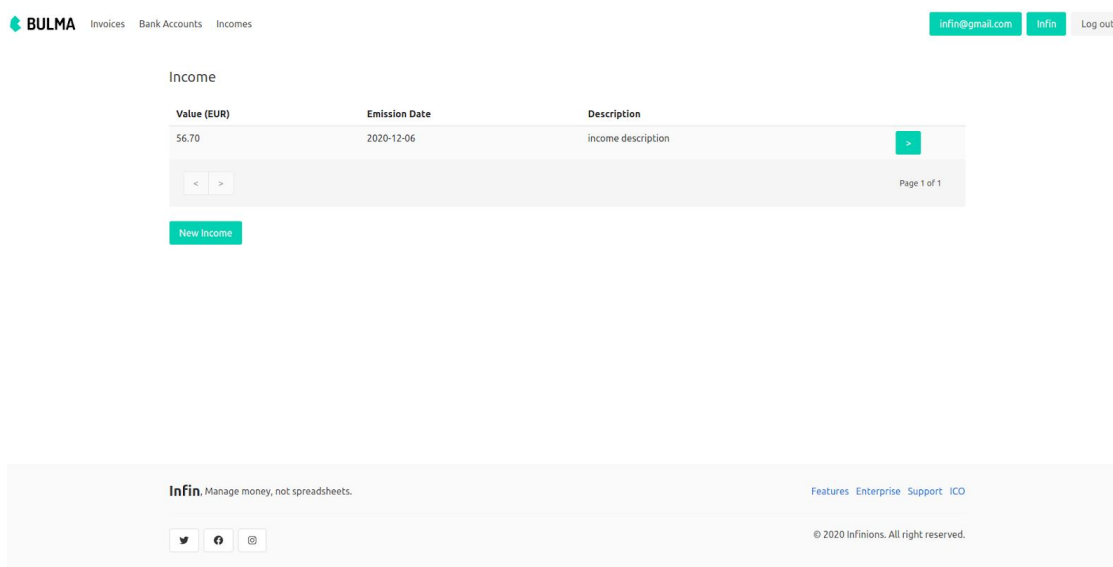 BULMA Invoices Bank Accounts Incomes infin@gmail.com Infin Log out
Income
Value (EUR) Emission Date Description
56.70 2020-12-06 income description >
< > Page 1 of 1
New Income
Infin, Manage money, not spreadsheets. Features Enterprise Support ICO
© 2020 Infinions. All right reserved.